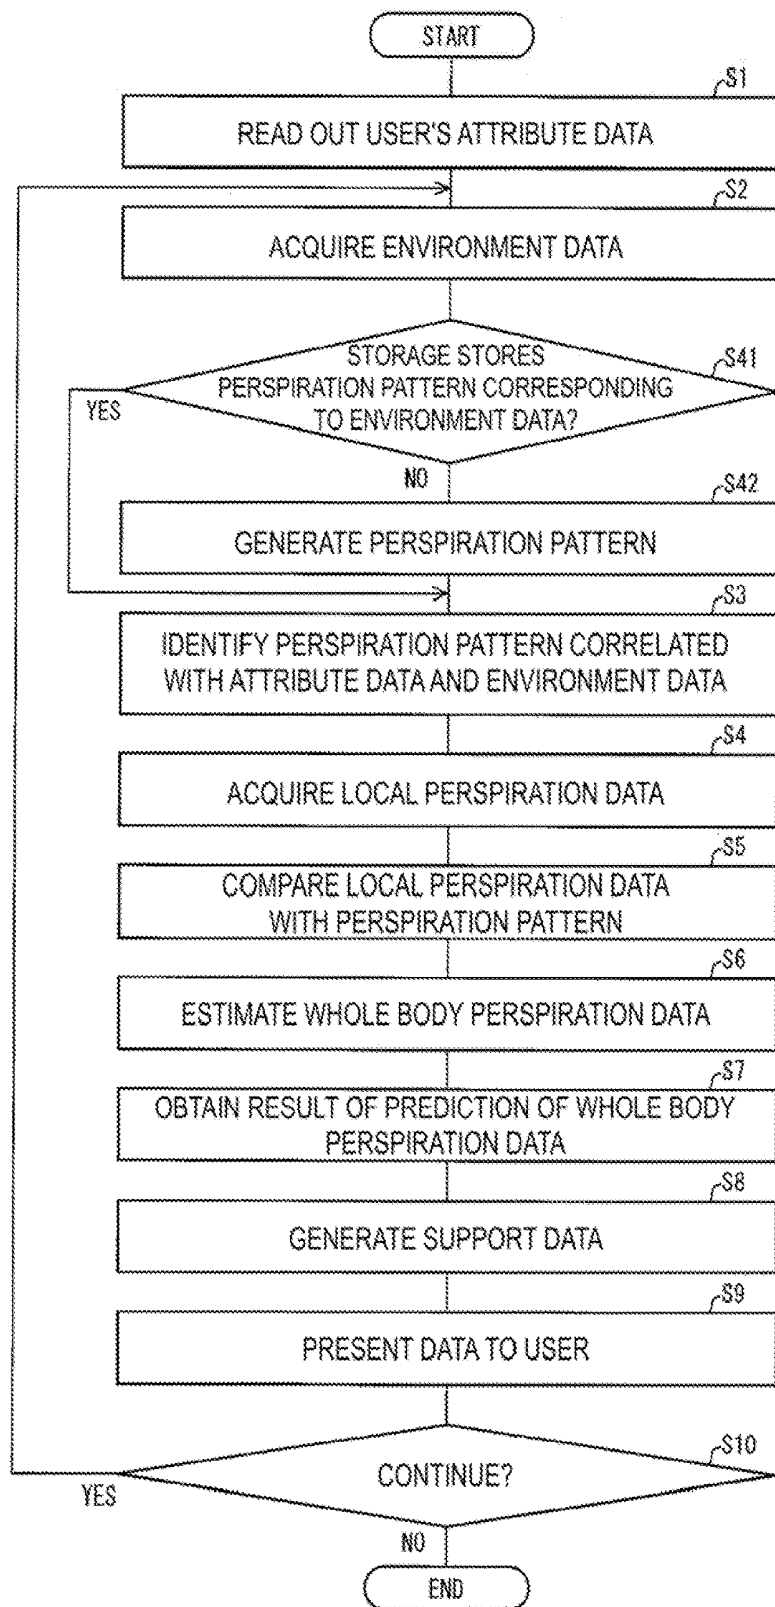 START
S1
READ OUT USER'S ATTRIBUTE DATA
S2
ACQUIRE ENVIRONMENT DATA
S41
STORAGE STORES
PERSPIRATION PATTERN CORRESPONDING
TO ENVIRONMENT DATA?
YES
NO
S42
GENERATE PERSPIRATION PATTERN
S3
IDENTIFY PERSPIRATION PATTERN CORRELATED
WITH ATTRIBUTE DATA AND ENVIRONMENT DATA
S4
ACQUIRE LOCAL PERSPIRATION DATA
S5
COMPARE LOCAL PERSPIRATION DATA
WITH PERSPIRATION PATTERN
S6
ESTIMATE WHOLE BODY PERSPIRATION DATA
S7
OBTAIN RESULT OF PREDICTION OF WHOLE BODY
PERSPIRATION DATA
S8
GENERATE SUPPORT DATA
S9
PRESENT DATA TO USER
S10
CONTINUE?
YES
NO
END